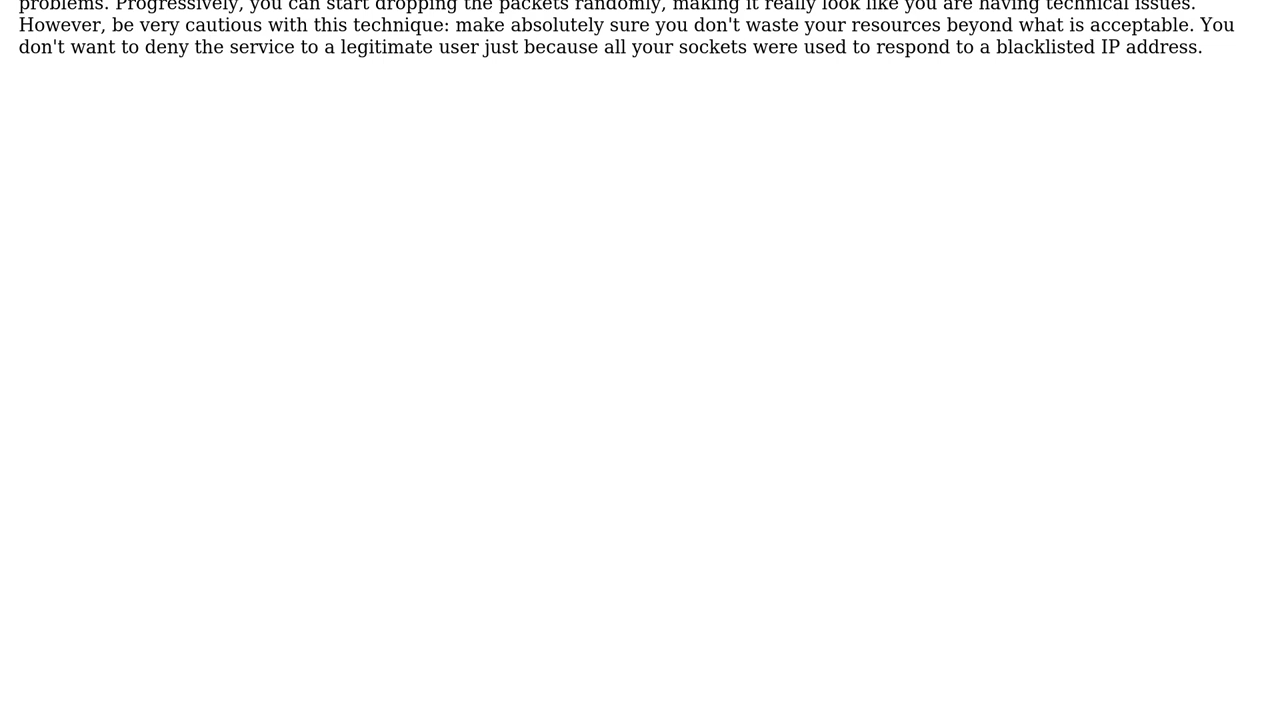 problems. Progressively, you can start dropping the packets randomly, making it really look like you are having technical issues.
However, be very cautious with this technique: make absolutely sure you don't waste your resources beyond what is acceptable. You
don't want to deny the service to a legitimate user just because all your sockets were used to respond to a blacklisted IP address.